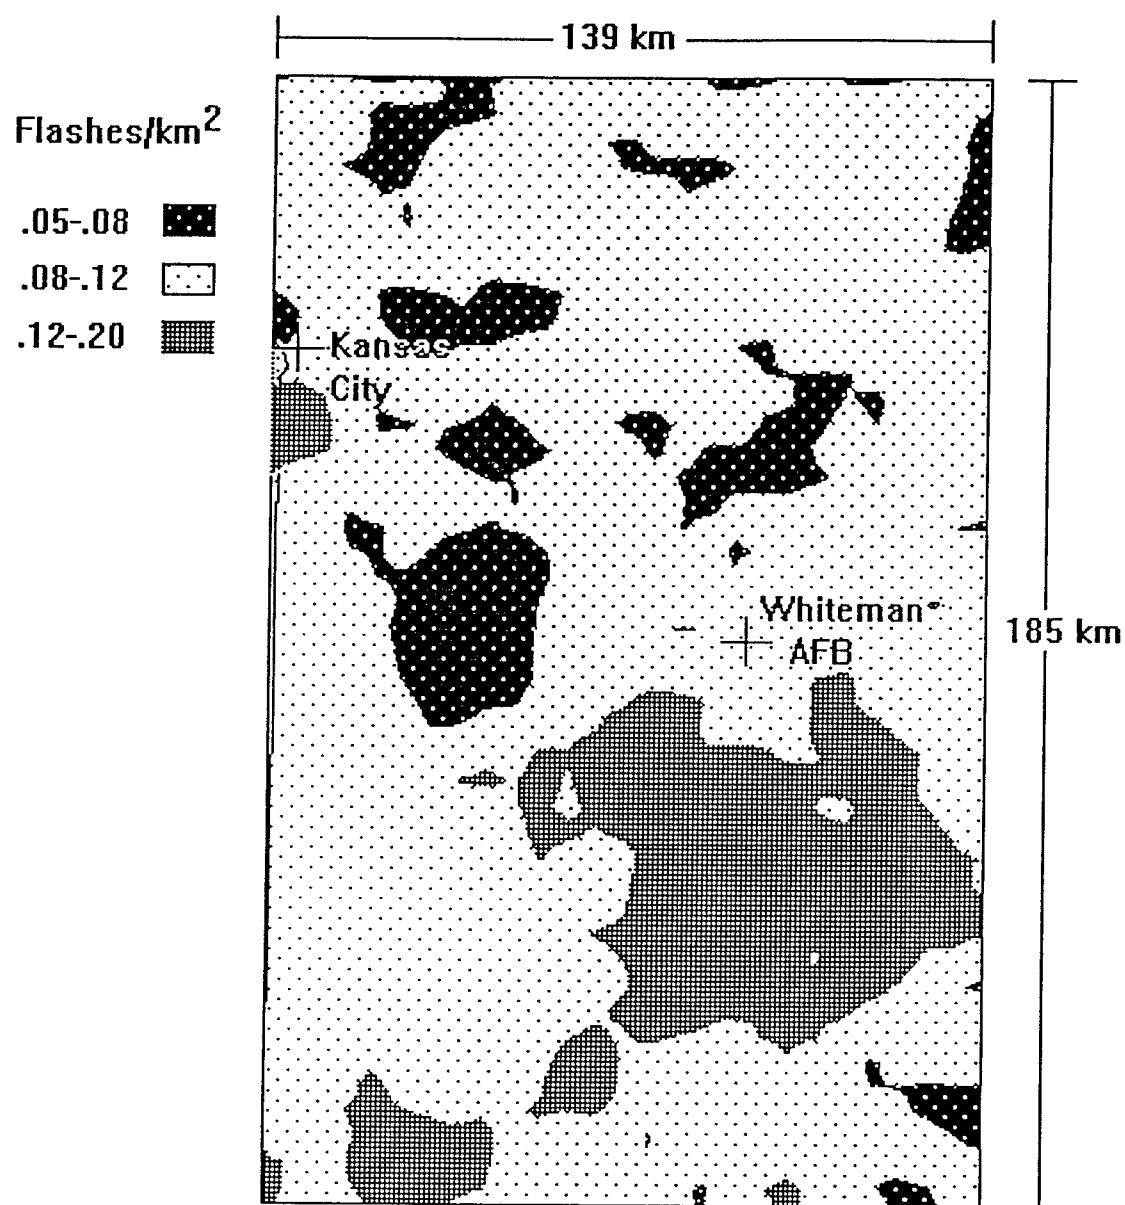 139 km
Flashes/km²
.05-.08
.08-.12
.12-.20
Kansas
City
Whiteman
AFB
185 km